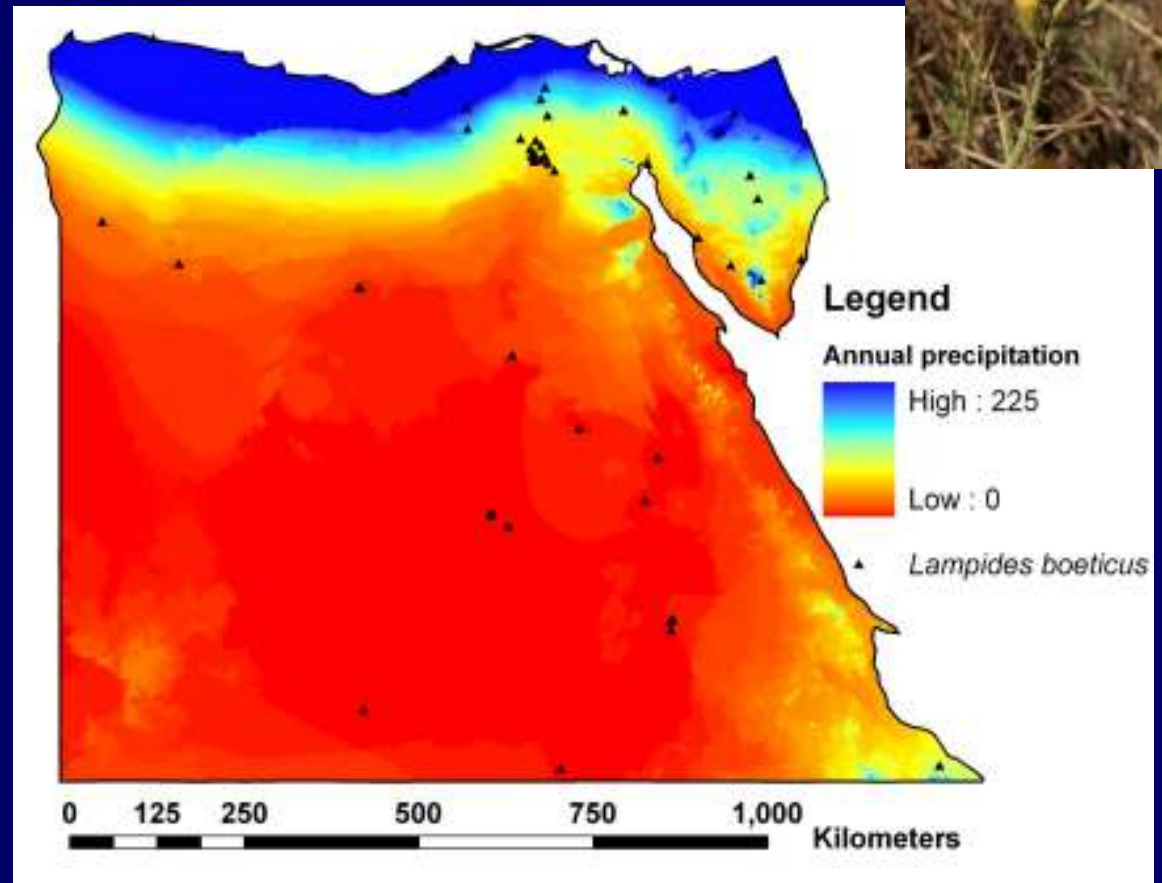 Legend
Annual precipitation
High : 225
Low : 0
Lampides boeticus
0 125 250 500 750 1,000
Kilometers